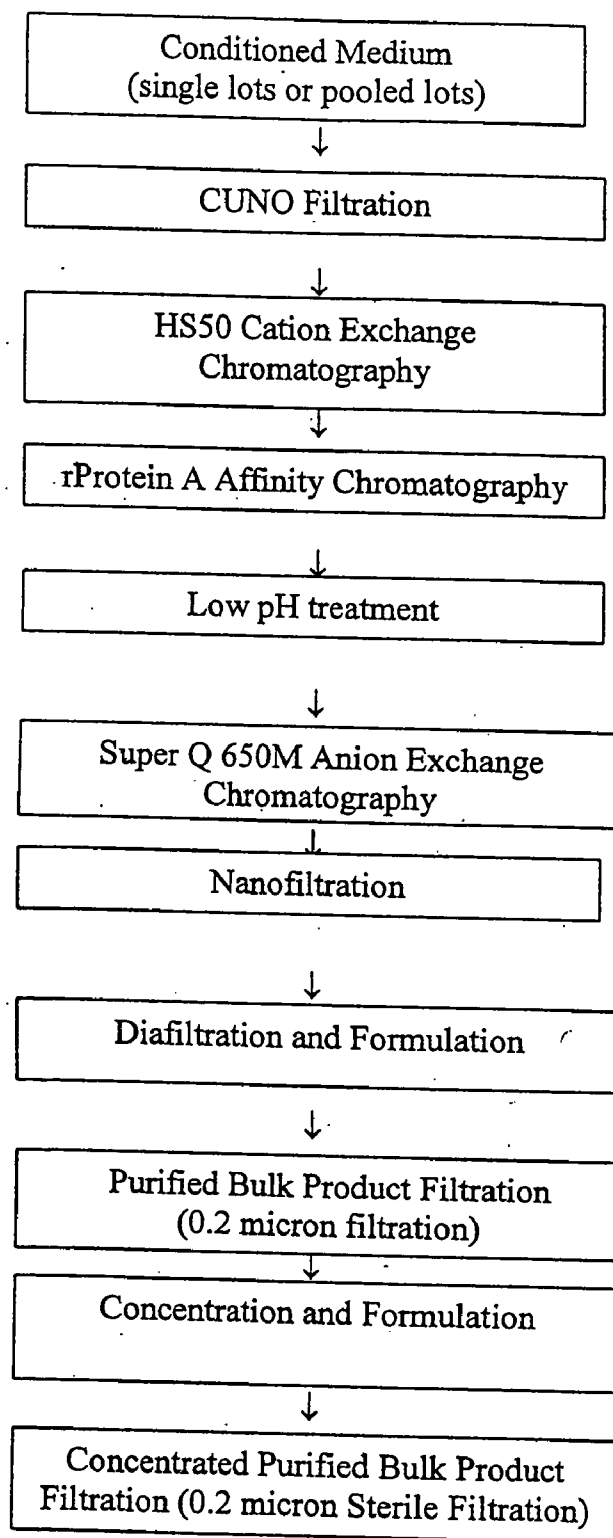 Conditioned Medium
(single lots or pooled lots)
↓
CUNO Filtration
↓
HS50 Cation Exchange
Chromatography
↓
rProtein A Affinity Chromatography
↓
Low pH treatment
↓
Super Q 650M Anion Exchange
Chromatography
↓
Nanofiltration
↓
Diafiltration and Formulation
↓
Purified Bulk Product Filtration
(0.2 micron filtration)
↓
Concentration and Formulation
↓
Concentrated Purified Bulk Product
Filtration (0.2 micron Sterile Filtration)